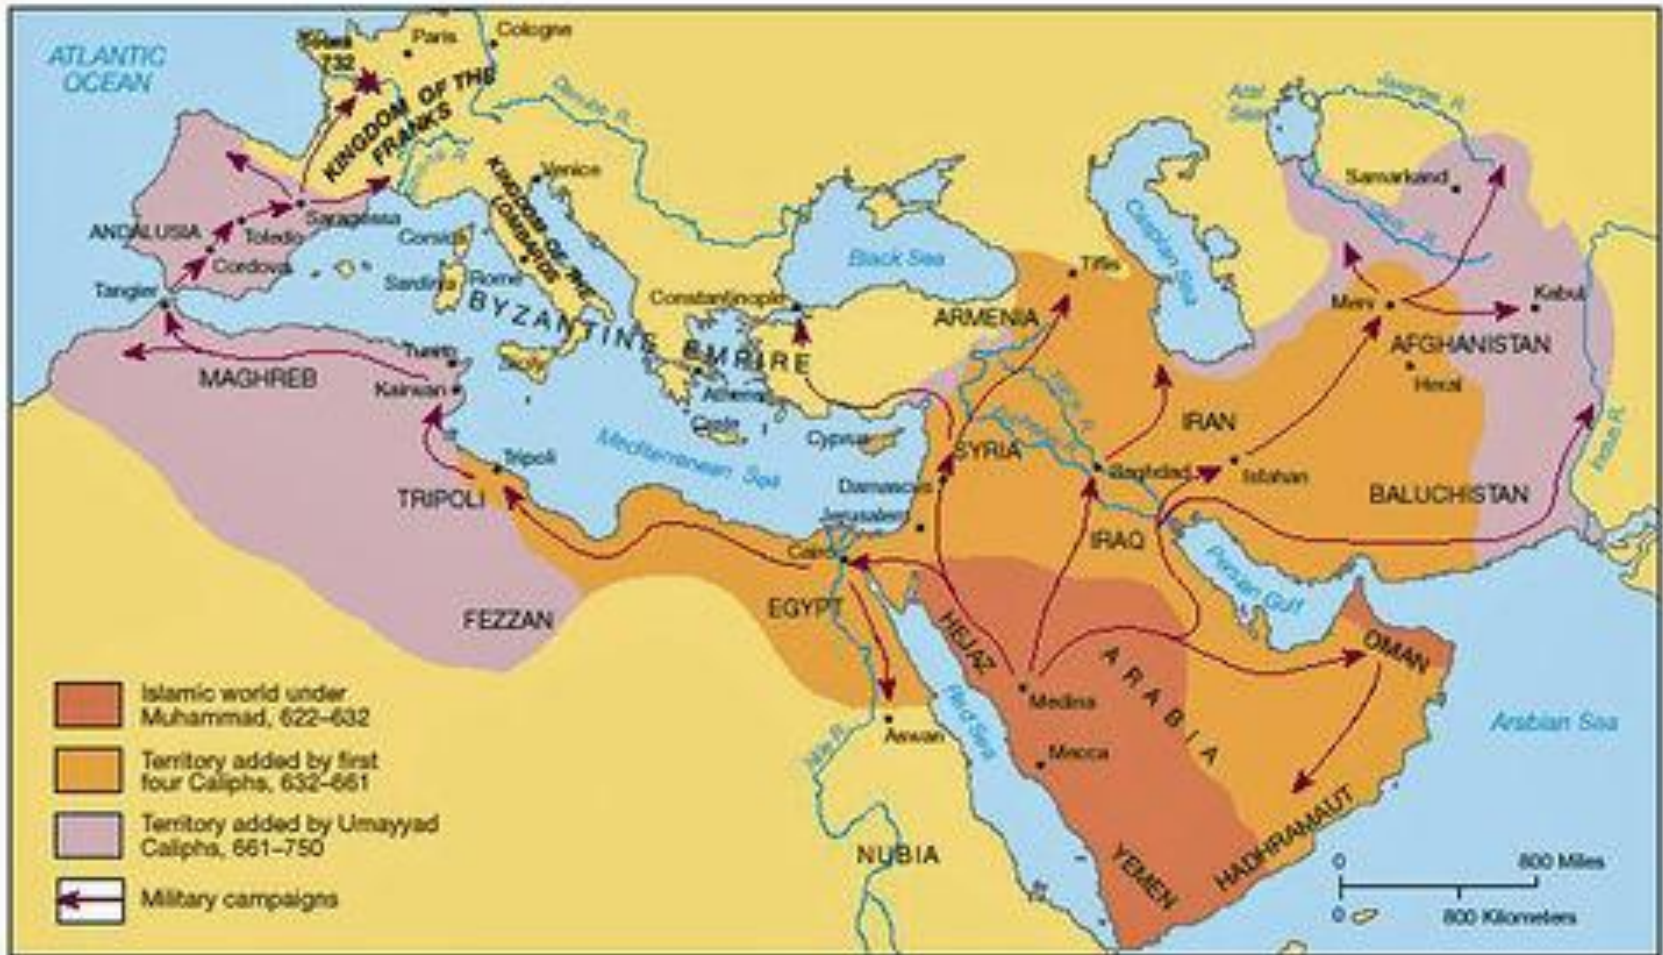 ATLANTIC
OCEAN
732
Paris
Cologne
KINGDOM OF THE
FRANKS
Danube R.
Venice
KINGDOM OF THE
LOMBARDS
ANDALUSIA
Saragossa
Toledo
Cordova
Tangier
Corsica
Sardinia
Rome
BYZANTINE EMPIRE
Constantinople
Black Sea
Caspian Sea
Aral
Sea
Jaxartes R.
Samarkand
Oxus R.
Tiflis
ARMENIA
Merv
Kabul
AFGHANISTAN
Herat
MAGHREB
Tunis
Kairwan
Sicily
Athens
Crete
Cyprus
Mediterranean Sea
Tigris R.
SYRIA
IRAN
Baghdad
Isfahan
BALUCHISTAN
Indus R.
Tripoli
TRIPOLI
Damascus
Jerusalem
Cairo
IRAQ
Persian Gulf
FEZZAN
EGYPT
HEJAZ
ARABIA
OMAN
Medina
Mecca
Red Sea
Aswan
Nile R.
Arabian Sea
NUBIA
YEMEN
HADHRAMAUT
Islamic world under
Muhammad, 622–632
Territory added by first
four Caliphs, 632–661
Territory added by Umayyad
Caliphs, 661–750
Military campaigns
0 800 Miles
0 800 Kilometers